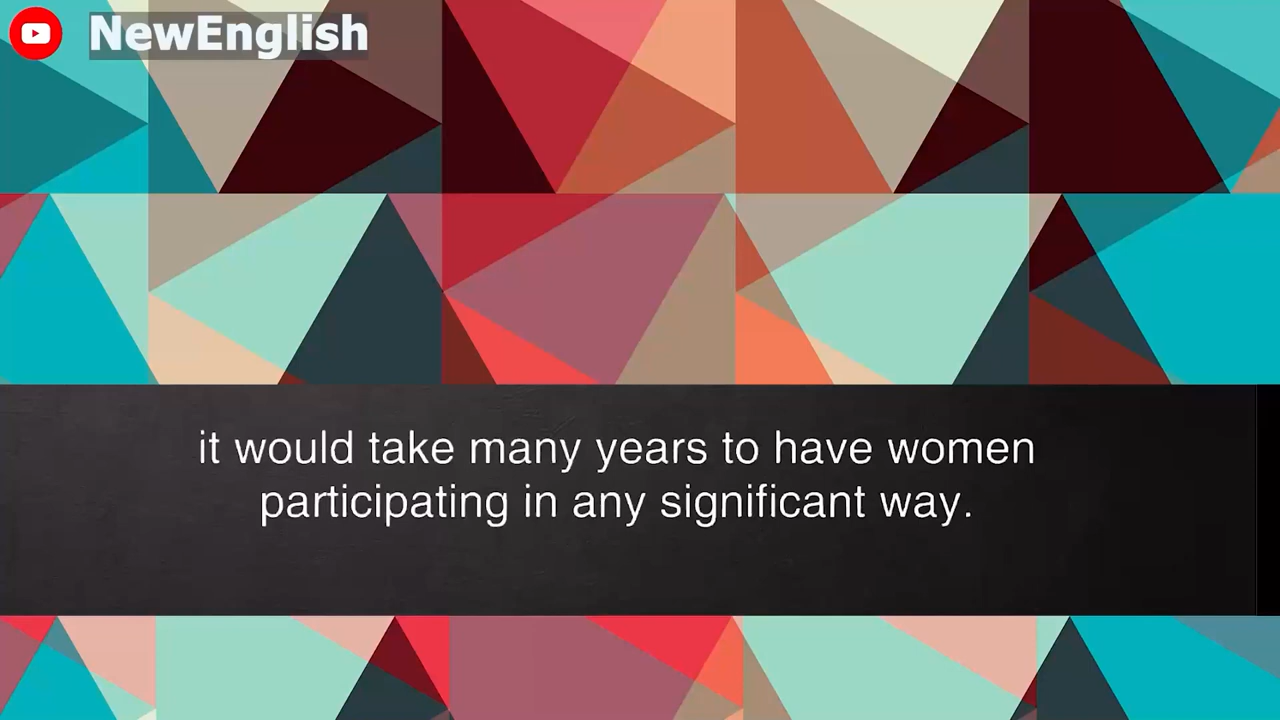 NewEnglish
it would take many years to have women
participating in any significant way.